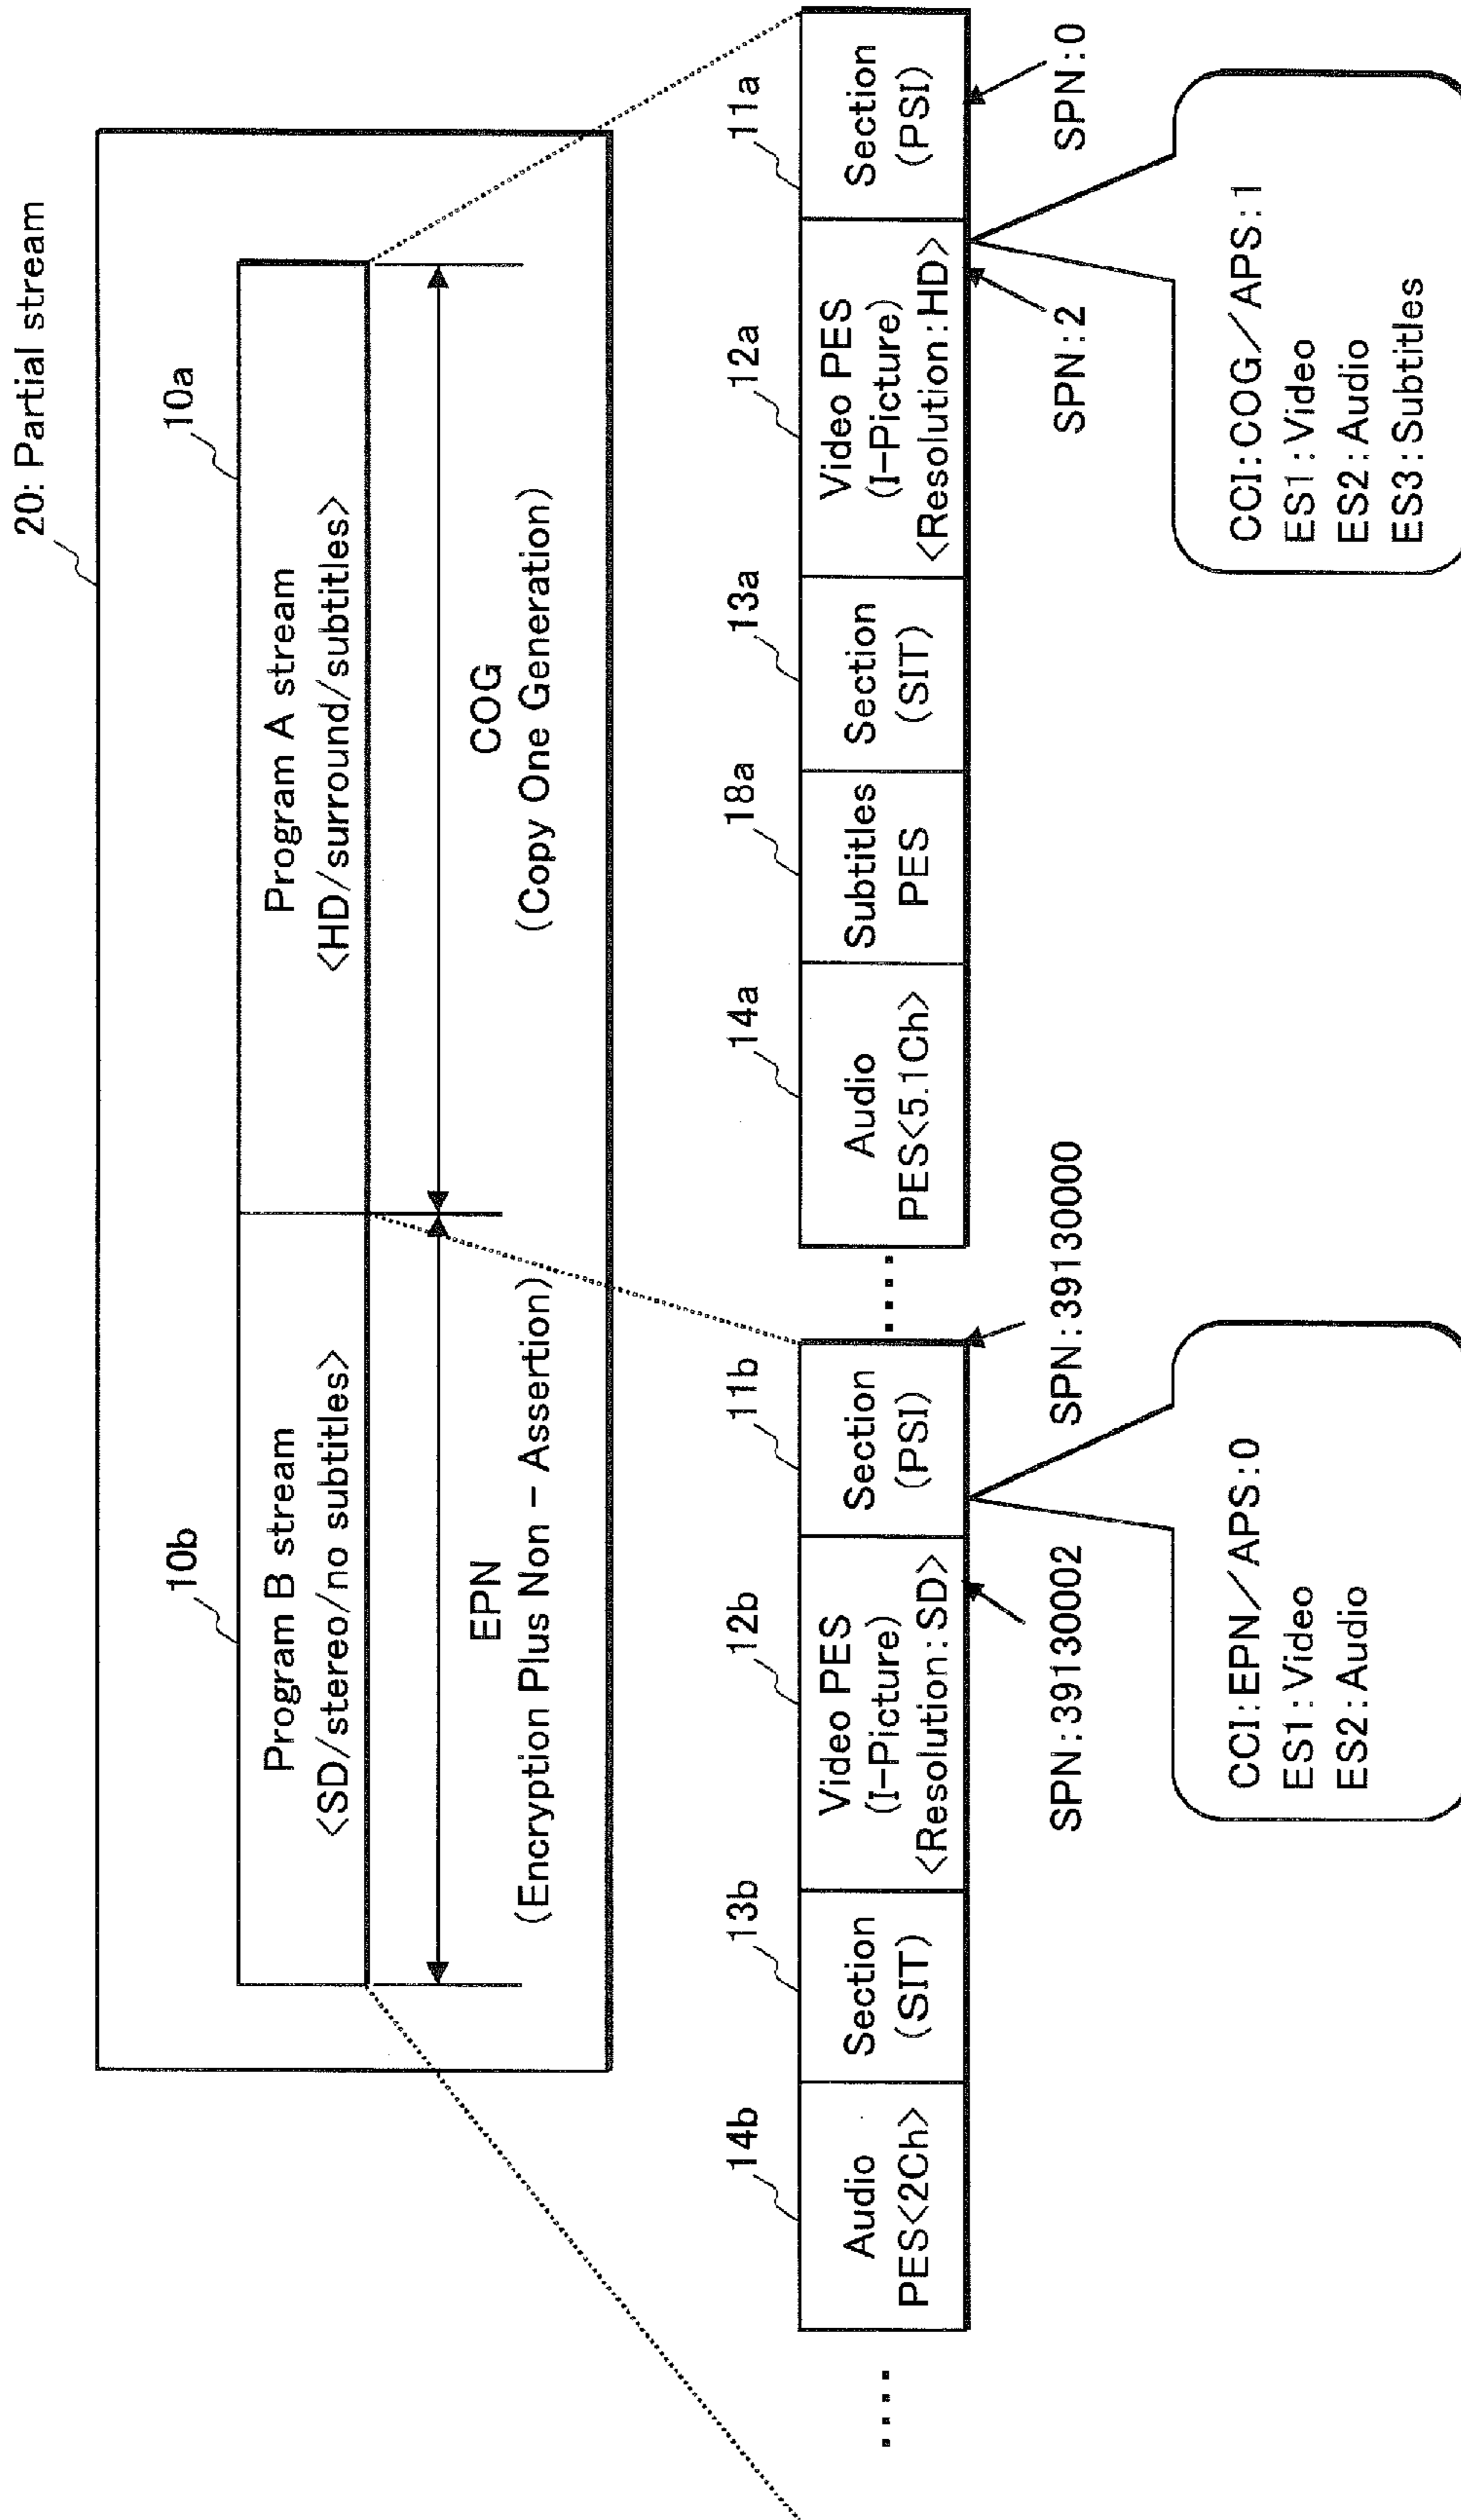 20: Partial stream
10b
10a
Program B stream
<SD/stereo/no subtitles>
Program A stream
<HD/surround/subtitles>
EPN
(Encryption Plus Non – Assertion)
COG
(Copy One Generation)
14b
13b
12b
11b
14a
18a
13a
12a
11a
Audio
PES<2Ch>
Section
(SIT)
Video PES
(I-Picture)
<Resolution:SD>
Section
(PSI)
Audio
PES<5.1Ch>
Subtitles
PES
Section
(SIT)
Video PES
(I-Picture)
<Resolution:HD>
Section
(PSI)
SPN:39130002
SPN:39130000
SPN:2
SPN:0
CCI:EPN/APS:0
ES1:Video
ES2:Audio
CCI:COG/APS:1
ES1:Video
ES2:Audio
ES3:Subtitles